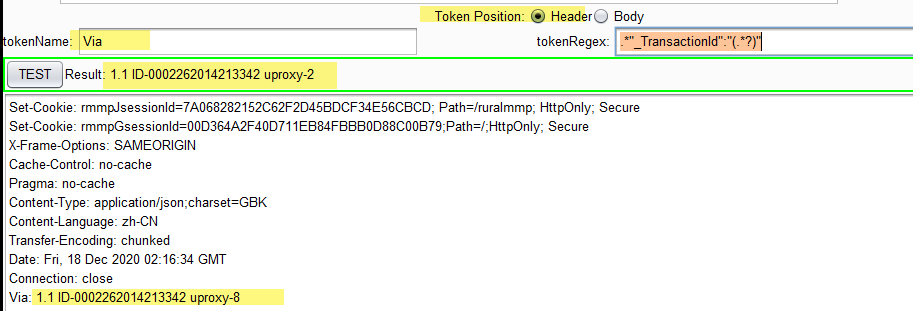 Token Position: Header Body
tokenName: Via tokenRegex: .*"_TransactionId":"(.*?)"
TEST Result: 1.1 ID-0002262014213342 uproxy-2
Set-Cookie: rmmpJsessionId=7A068282152C62F2D45BDCF34E56CBCD; Path=/ruralmmp; HttpOnly; Secure
Set-Cookie: rmmpGsessionId=00D364A2F40D711EB84FBBB0D88C00B79;Path=/;HttpOnly; Secure
X-Frame-Options: SAMEORIGIN
Cache-Control: no-cache
Pragma: no-cache
Content-Type: application/json;charset=GBK
Content-Language: zh-CN
Transfer-Encoding: chunked
Date: Fri, 18 Dec 2020 02:16:34 GMT
Connection: close
Via: 1.1 ID-0002262014213342 uproxy-8